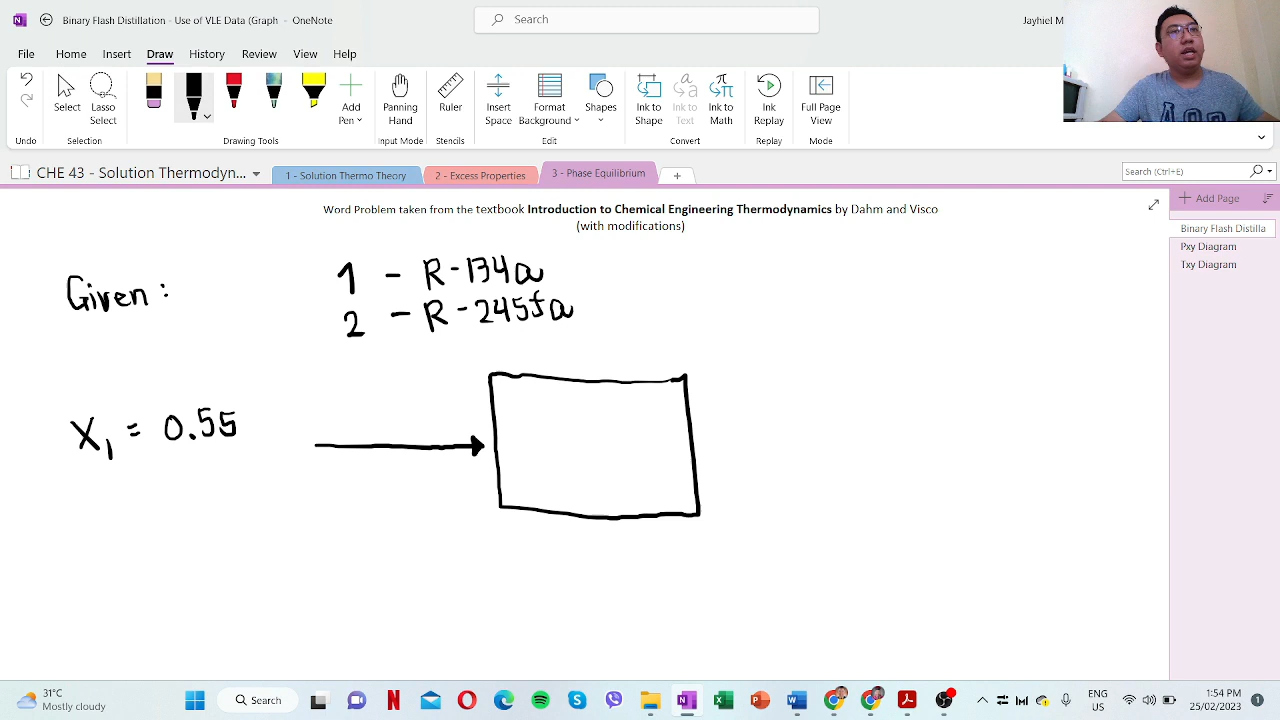 Binary Flash Distillation - Use of VLE Data (Graph - OneNote
Search
Jayhiel M
File Home Insert Draw History Review View Help
Select
Lasso Select
Add Pen
Panning Hand
Ruler
Insert Space
Format Background
Shapes
Ink to Shape
Ink to Text
Ink to Math
Ink Replay
Full Page View
Undo Selection Drawing Tools Input Mode Stencils Edit Convert Replay Mode
CHE 43 - Solution Thermodyn...
1 - Solution Thermo Theory
2 - Excess Properties
3 - Phase Equilibrium
Search (Ctrl+E)
Add Page
Binary Flash Distilla
Pxy Diagram
Txy Diagram
Word Problem taken from the textbook Introduction to Chemical Engineering Thermodynamics by Dahm and Visco
(with modifications)
Given :
1 - R-134a
2 - R-245fa
X₁ = 0.55
31°C
Mostly cloudy
Search
ENG
US
1:54 PM
25/02/2023
1